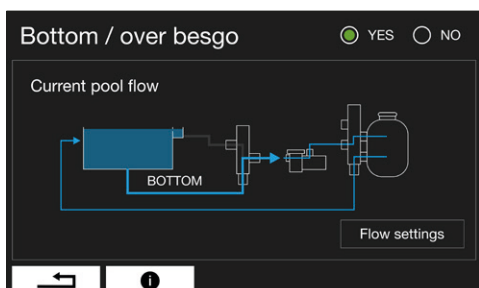 Bottom / over besgo
YES NO
Current pool flow
BOTTOM
Flow settings